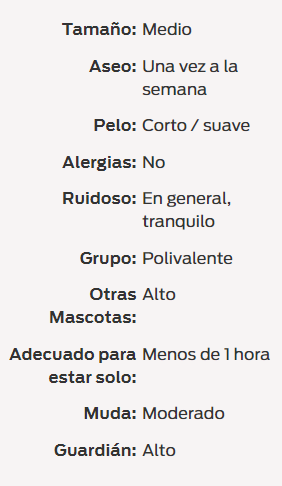 Tamaño: Medio
Aseo: Una vez a la
semana
Pelo: Corto / suave
Alergias: No
Ruidoso: En general,
tranquilo
Grupo: Polivalente
Otras Alto
Mascotas:
Adecuado para Menos de 1 hora
estar solo:
Muda: Moderado
Guardián: Alto